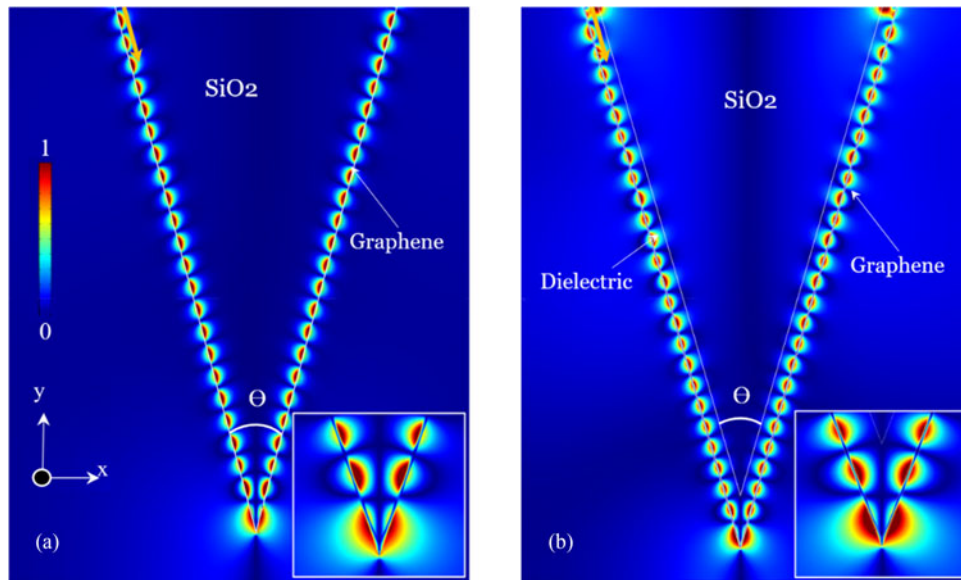 SiO2
1
Graphene
0
Ɵ
y
x
(a)
SiO2
Dielectric
Graphene
Ɵ
(b)